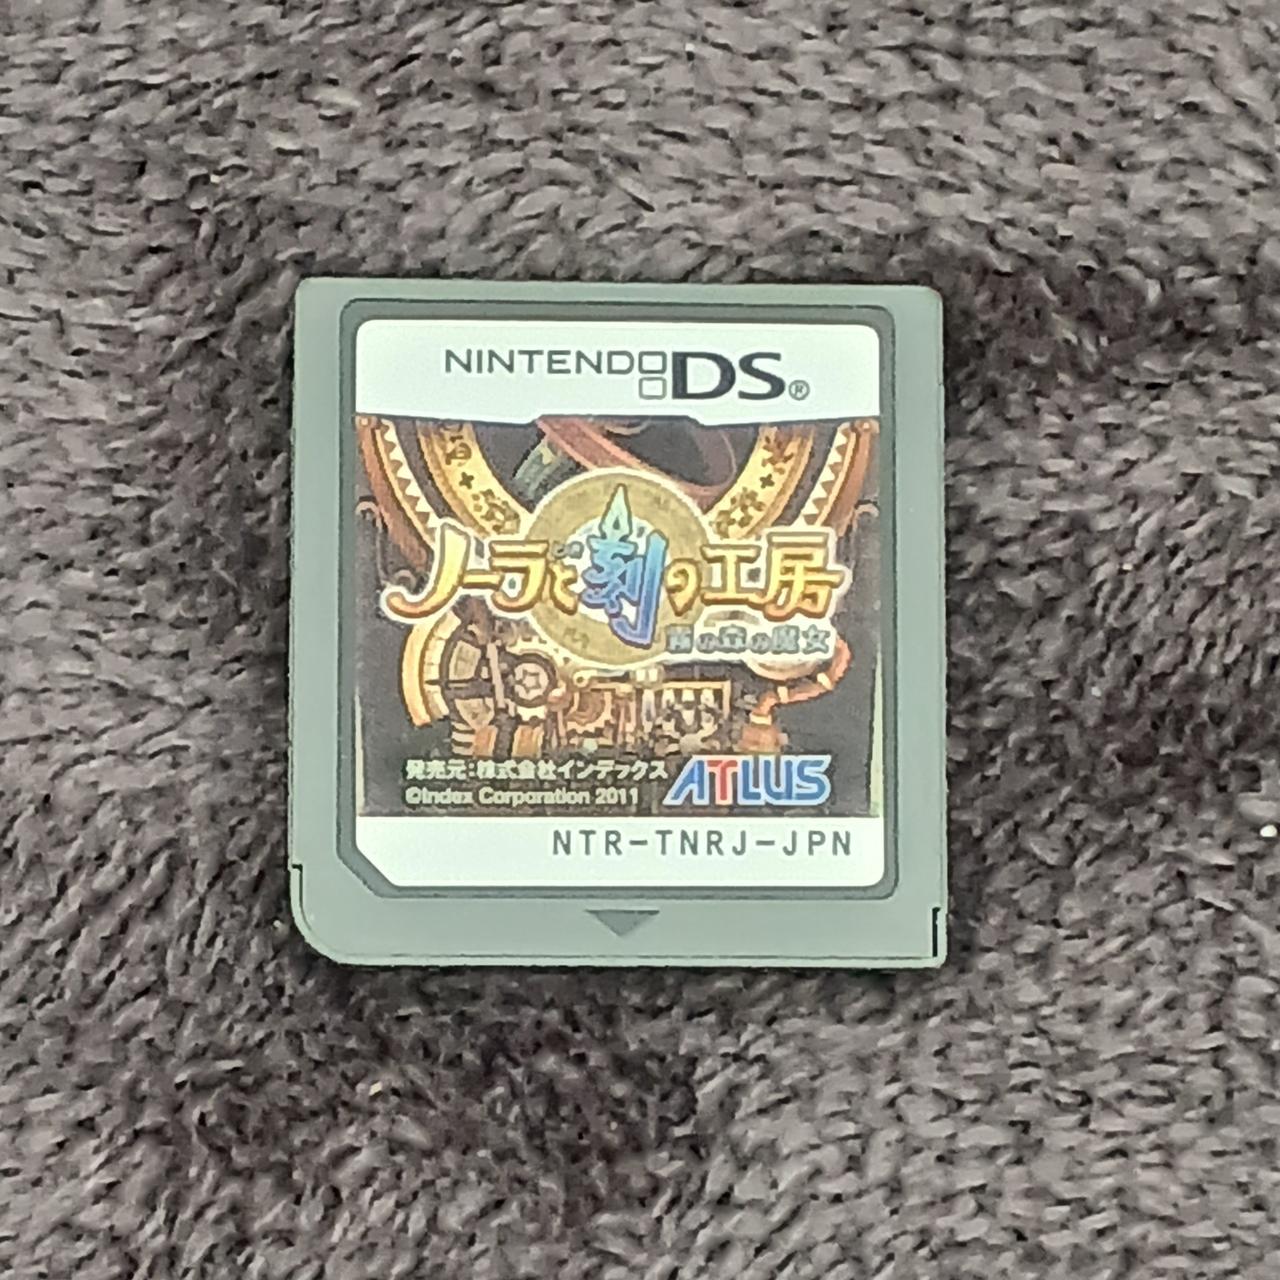 NINTENDO DS®
ノーラと刻の工房
霧の森の魔女
発売元:株式会社インデックス
©Index Corporation 2011
ATLUS
NTR-TNRJ-JPN